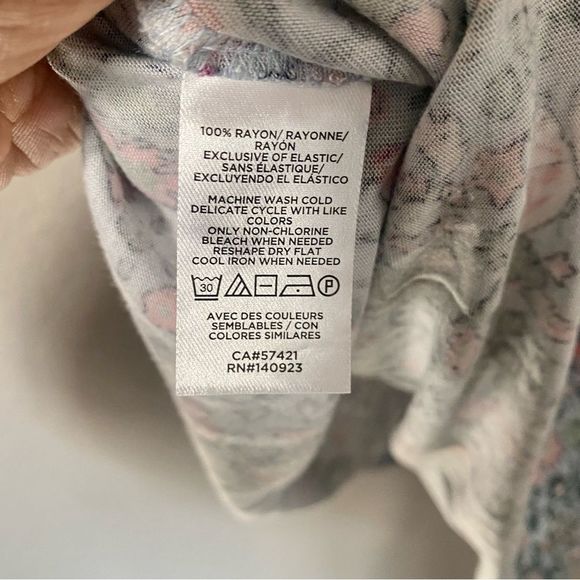 100% RAYON/ RAYONNE/
RAYÓN
EXCLUSIVE OF ELASTIC/
SANS ÉLASTIQUE/
EXCLUYENDO EL ELÁSTICO
MACHINE WASH COLD
DELICATE CYCLE WITH LIKE
COLORS
ONLY NON-CHLORINE
BLEACH WHEN NEEDED
RESHAPE DRY FLAT
COOL IRON WHEN NEEDED
30 P
AVEC DES COULEURS
SEMBLABLES / CON
COLORES SIMILARES
CA#57421
RN#140923